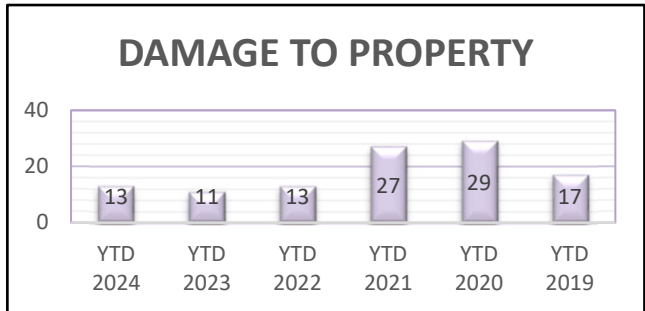 DAMAGE TO PROPERTY
40
20
0
13 11 13 27 29 17
YTD YTD YTD YTD YTD YTD
2024 2023 2022 2021 2020 2019